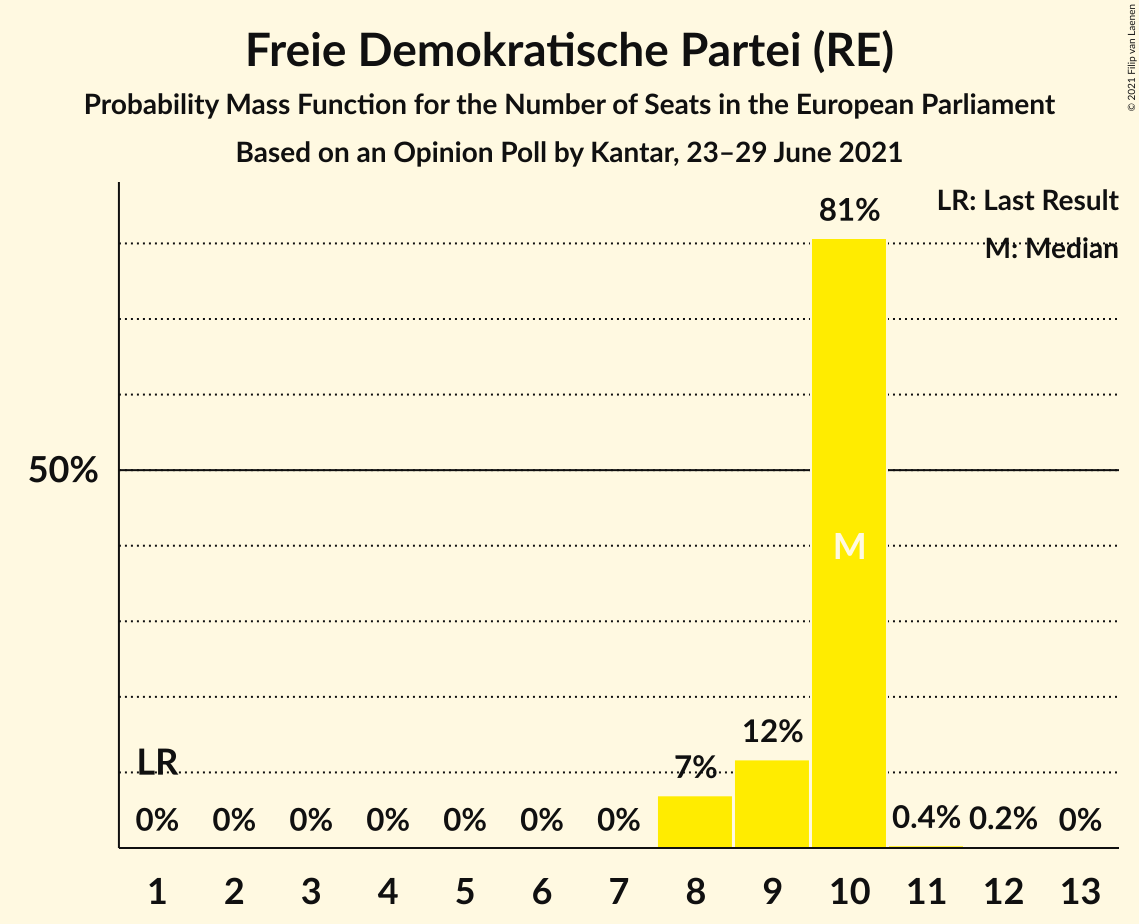 Freie Demokratische Partei (RE)
Probability Mass Function for the Number of Seats in the European Parliament
Based on an Opinion Poll by Kantar, 23–29 June 2021
© 2021 Filip van Laenen
LR: Last Result
M: Median
81%
50%
M
12%
LR
7%
0% 0% 0% 0% 0% 0% 0% 0.4% 0.2% 0%
1 2 3 4 5 6 7 8 9 10 11 12 13